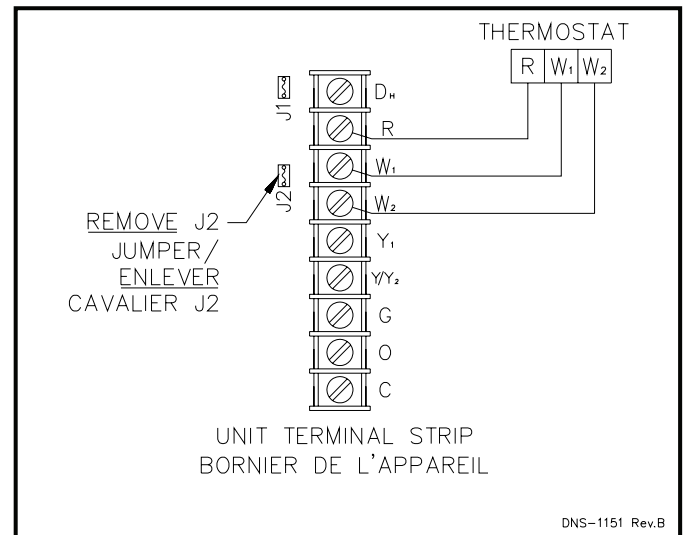 THERMOSTAT
R W₁ W₂
J1
Dʜ
R
W₁
J2
W₂
REMOVE J2
JUMPER/
ENLEVER
CAVALIER J2
Y₁
Y/Y₂
G
O
C
UNIT TERMINAL STRIP
BORNIER DE L'APPAREIL
DNS-1151 Rev.B